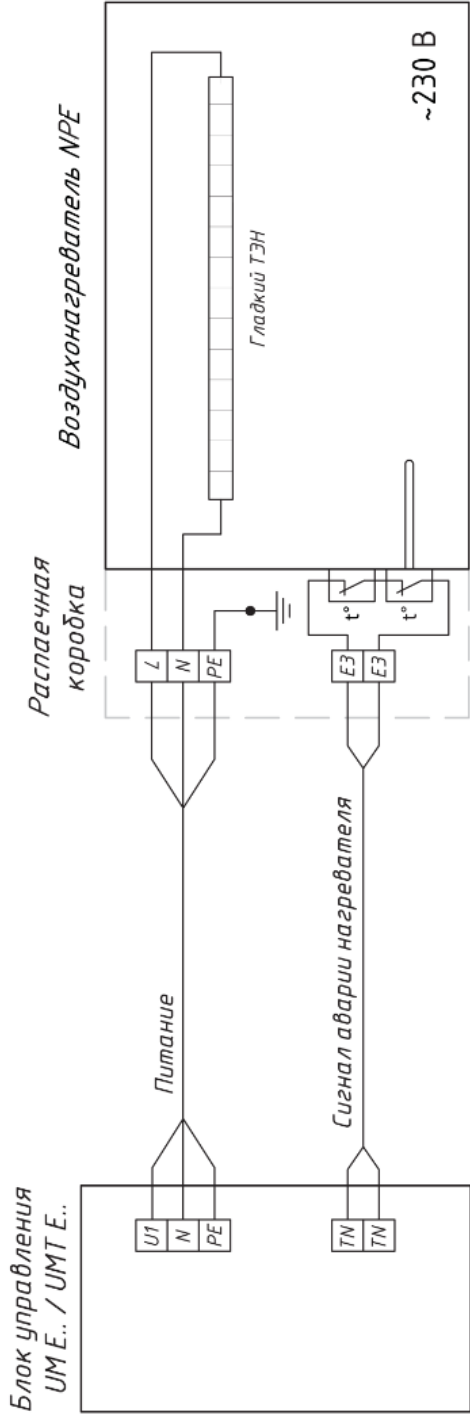 Блок управления
UM E.. / UMT E..
Распаечная
коробка
Воздухонагреватель NPE
U1
N
PE
Питание
L
N
PE
Гладкий ТЭН
TN
TN
Сигнал аварии нагревателя
E3
E3
t°
t°
~230 В